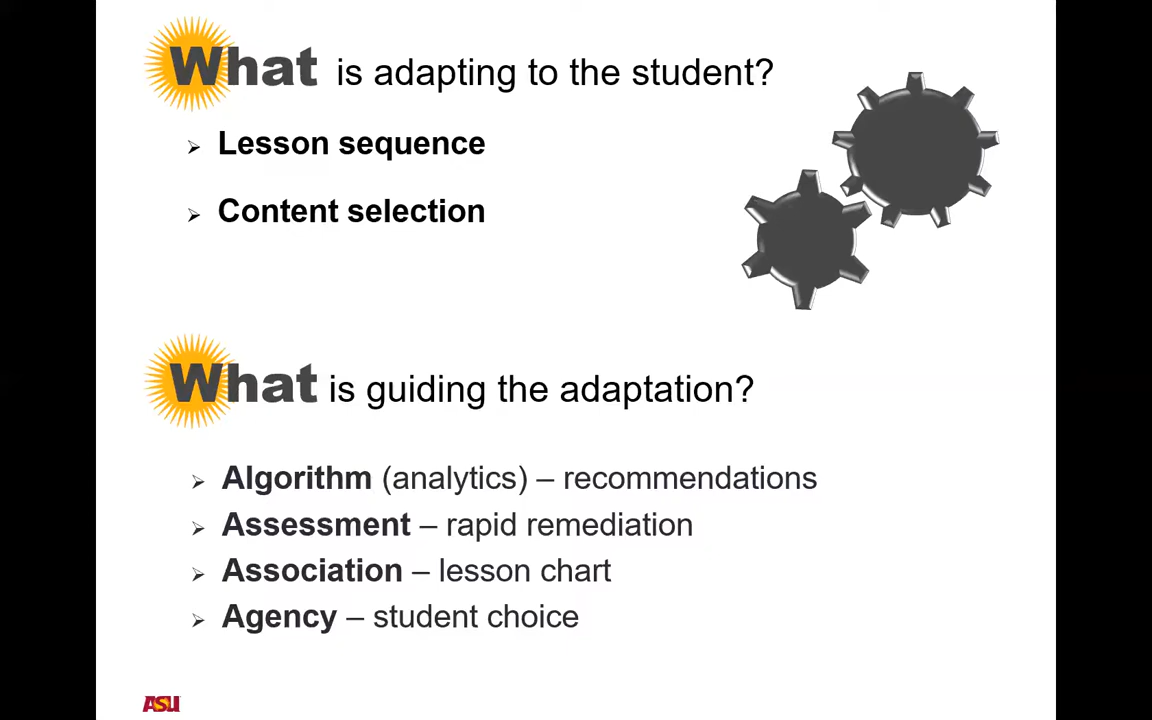 What is adapting to the student?
Lesson sequence
Content selection
What is guiding the adaptation?
Algorithm (analytics) – recommendations
Assessment – rapid remediation
Association – lesson chart
Agency – student choice
ASU